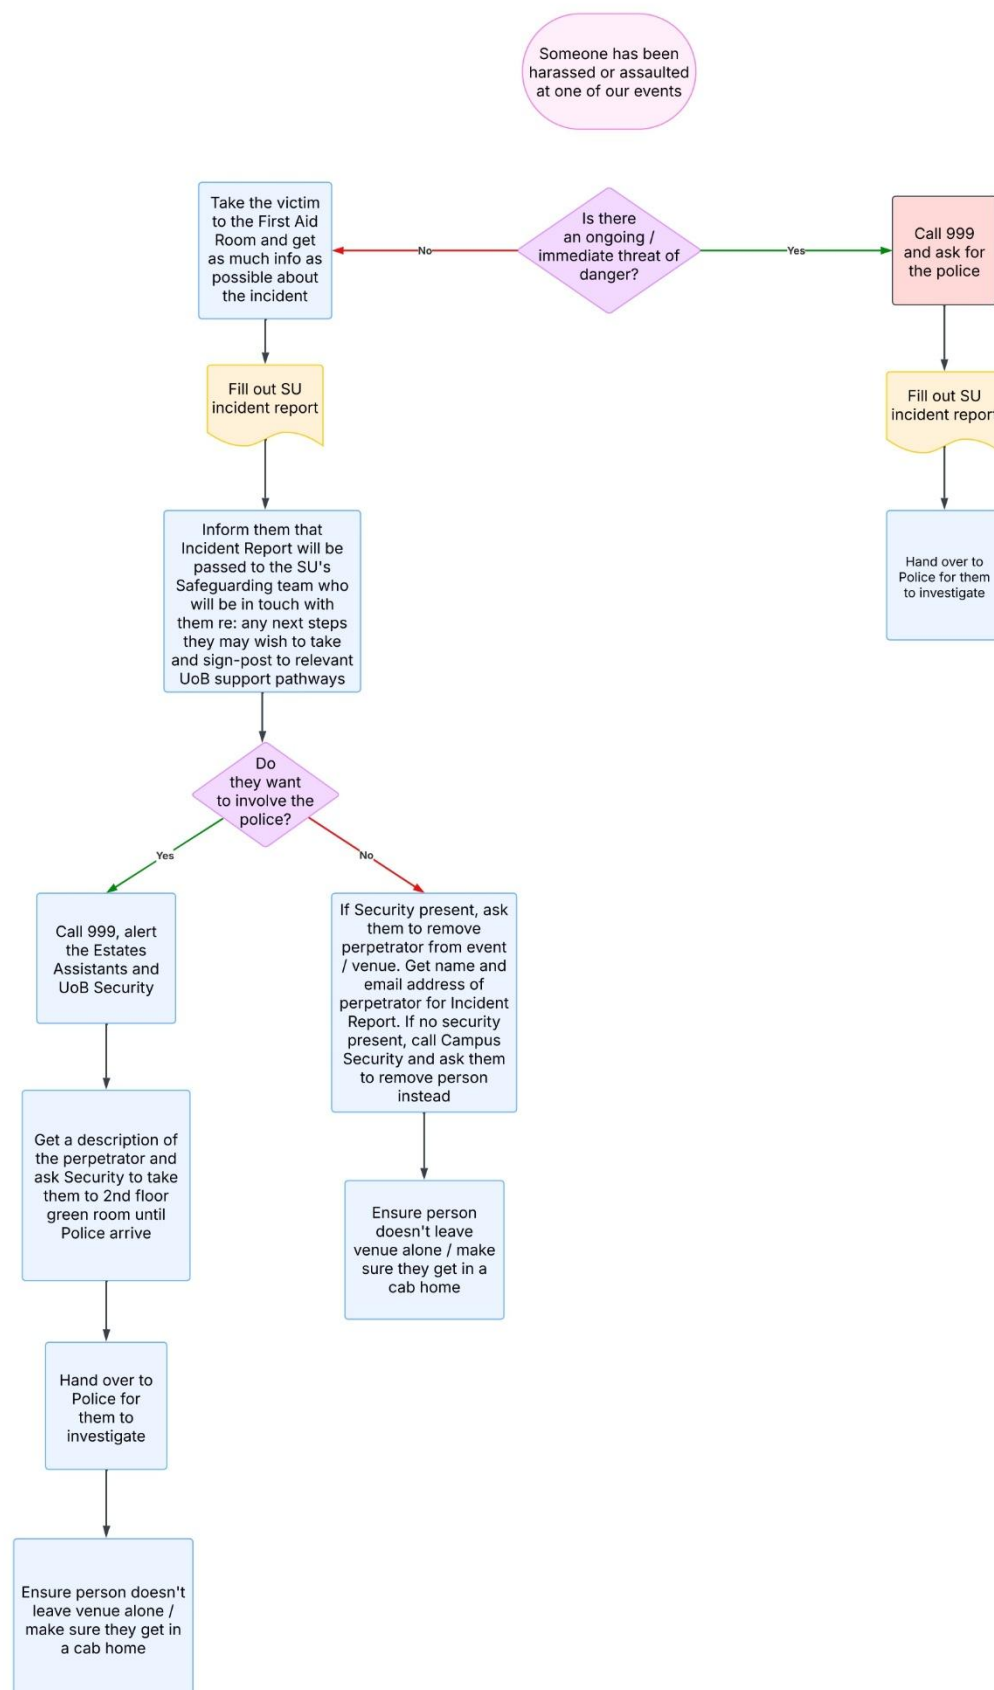 Someone has been
harassed or assaulted
at one of our events
Is there
an ongoing /
immediate threat of
danger?
No
Yes
Take the victim
to the First Aid
Room and get
as much info as
possible about
the incident
Call 999
and ask for
the police
Fill out SU
incident report
Fill out SU
incident report
Inform them that
Incident Report will be
passed to the SU's
Safeguarding team who
will be in touch with
them re: any next steps
they may wish to take
and sign-post to relevant
UoB support pathways
Hand over to
Police for them
to investigate
Do
they want
to involve the
police?
Yes
No
Call 999, alert
the Estates
Assistants and
UoB Security
If Security present, ask
them to remove
perpetrator from event
/ venue. Get name and
email address of
perpetrator for Incident
Report. If no security
present, call Campus
Security and ask them
to remove person
instead
Get a description of
the perpetrator and
ask Security to take
them to 2nd floor
green room until
Police arrive
Ensure person
doesn't leave
venue alone / make
sure they get in a
cab home
Hand over to
Police for
them to
investigate
Ensure person doesn't
leave venue alone /
make sure they get in
a cab home